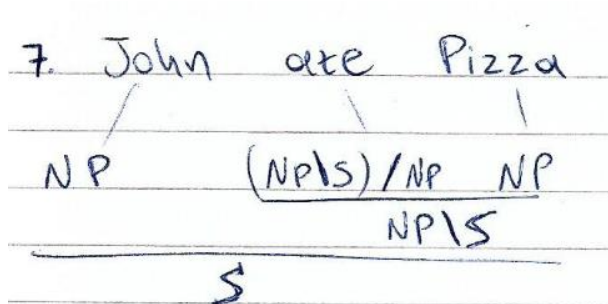 7. John ate Pizza
NP (NP\S)/NP NP
NP\S
S